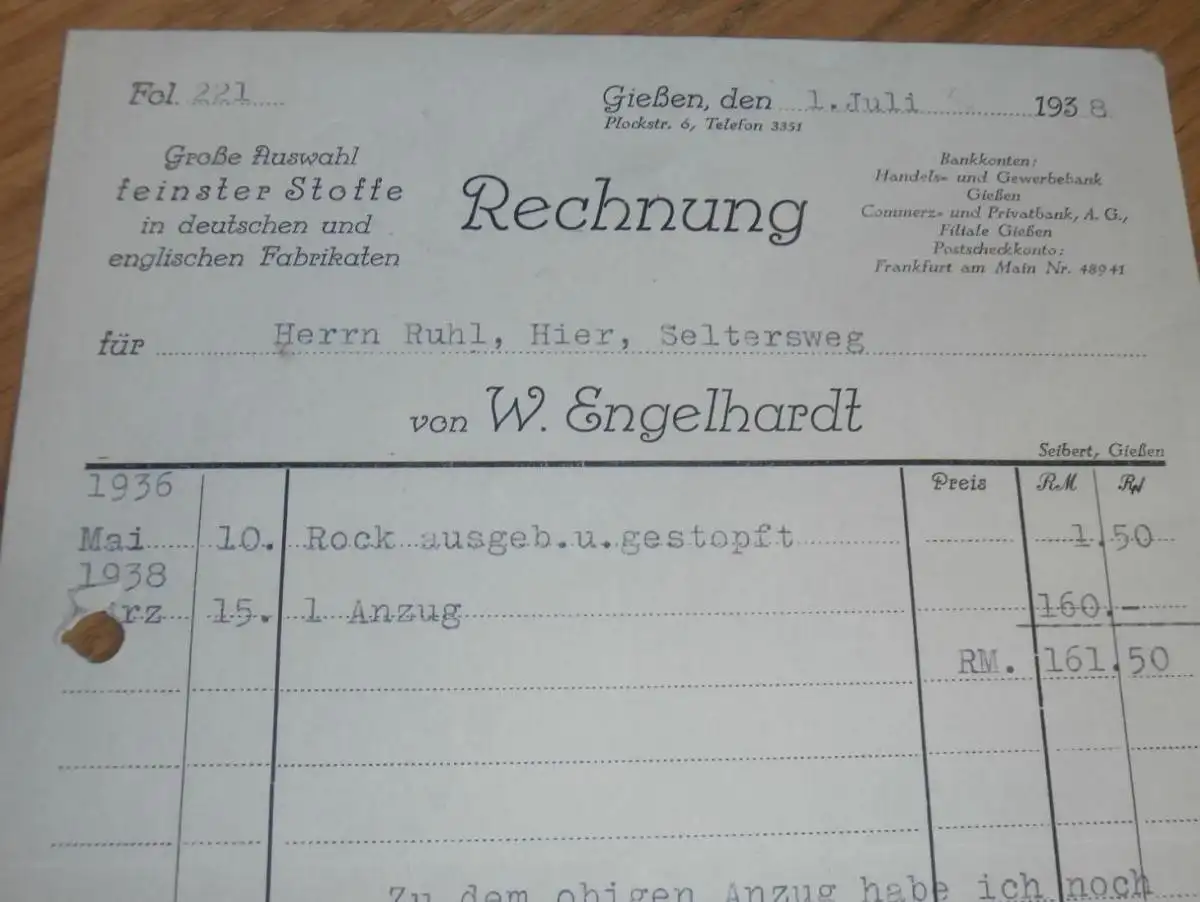 Fol. 221
Gießen, den 1. Juli 1938
Plockstr. 6, Telefon 3351
Große Auswahl
feinster Stoffe
in deutschen und
englischen Fabrikaten
Rechnung
Bankkonten:
Handels- und Gewerbebank
Gießen
Commerz- und Privatbank, A. G.,
Filiale Gießen
Postscheckkonto:
Frankfurt am Main Nr. 48941
für Herrn Ruhl, Hier, Seltersweg
von W. Engelhardt
Seibert, Gießen
1936 Preis RM Rpf
Mai 10. Rock ausgeb.u.gestopft 1.50
1938
15. 1 Anzug 160.-
RM. 161.50
Zu dem obigen Anzug habe ich noch